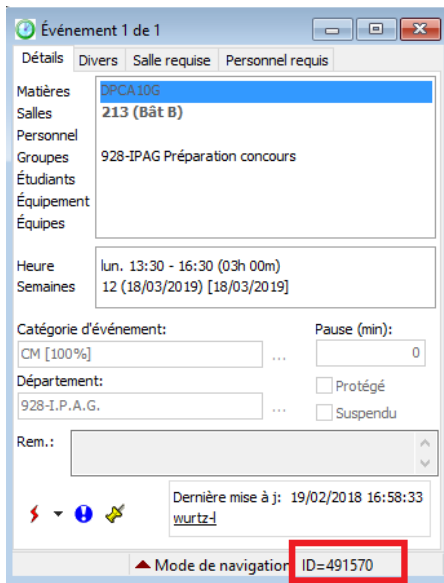 Événement 1 de 1
Détails Divers Salle requise Personnel requis
Matières DPCA10G
Salles 213 (Bât B)
Personnel
Groupes 928-IPAG Préparation concours
Étudiants
Équipement
Équipes
Heure lun. 13:30 - 16:30 (03h 00m)
Semaines 12 (18/03/2019) [18/03/2019]
Catégorie d'événement: Pause (min):
CM [100%] ... 0
Département: Protégé
928-I.P.A.G. ... Suspendu
Rem.:
Dernière mise à j: 19/02/2018 16:58:33
wurtz-l
Mode de navigation ID=491570